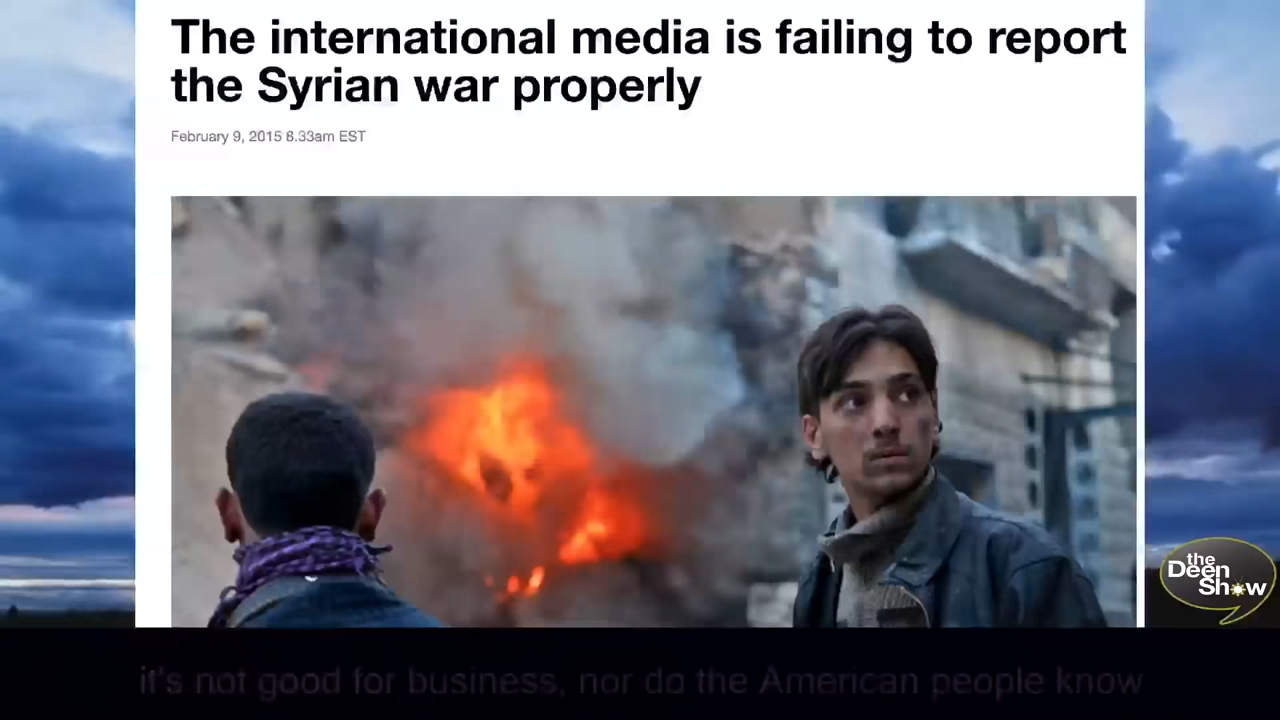 The international media is failing to report
the Syrian war properly
February 9, 2015 8.33am EST
the
Deen
Show
it's not good for business, nor do the American people know